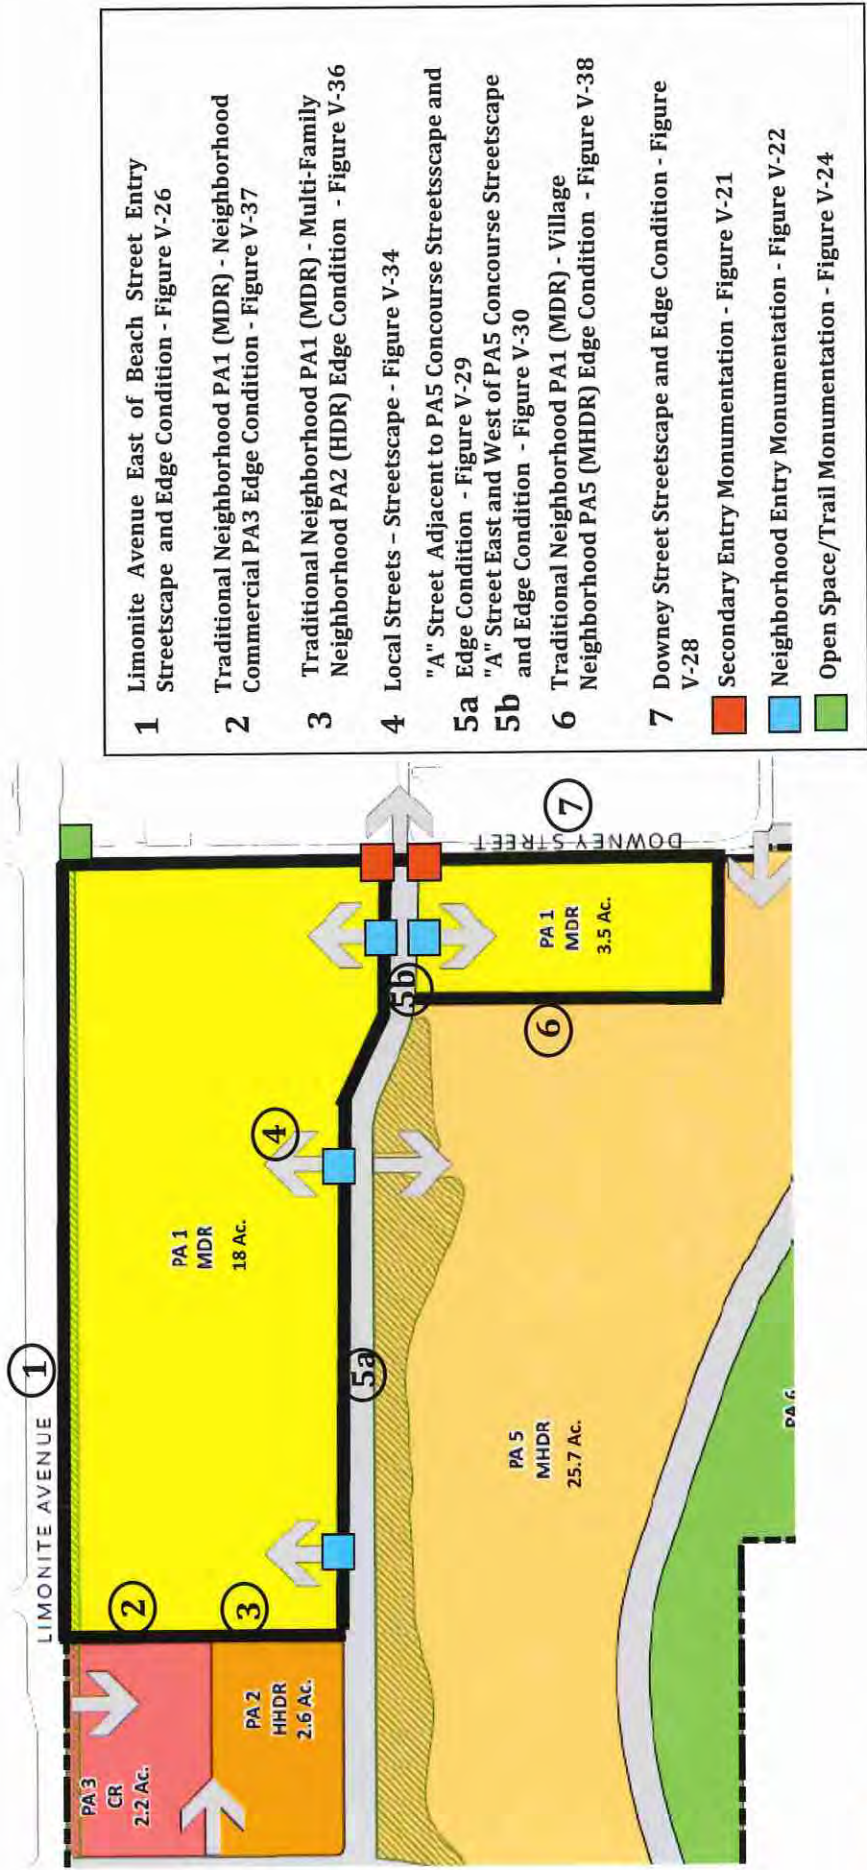 LIMONITE AVENUE
1
PA 3
CR
2.2 Ac.
PA 2
HHDR
2.6 Ac.
2
3
PA 1
MDR
18 Ac.
4
5a
5b
PA 1
MDR
3.5 Ac.
6
DOWNEY STREET
7
PA 5
MHDR
25.7 Ac.
PA 6
1 Limonite Avenue East of Beach Street Entry
Streetscape and Edge Condition - Figure V-26
2 Traditional Neighborhood PA1 (MDR) - Neighborhood
Commercial PA3 Edge Condition - Figure V-37
3 Traditional Neighborhood PA1 (MDR) - Multi-Family
Neighborhood PA2 (HDR) Edge Condition - Figure V-36
4 Local Streets – Streetscape - Figure V-34
"A" Street Adjacent to PA5 Concourse Streetsscape and
5a Edge Condition - Figure V-29
5b "A" Street East and West of PA5 Concourse Streetscape
and Edge Condition - Figure V-30
6 Traditional Neighborhood PA1 (MDR) - Village
Neighborhood PA5 (MHDR) Edge Condition - Figure V-38
7 Downey Street Streetscape and Edge Condition - Figure
V-28
Secondary Entry Monumentation - Figure V-21
Neighborhood Entry Monumentation - Figure V-22
Open Space/Trail Monumentation - Figure V-24